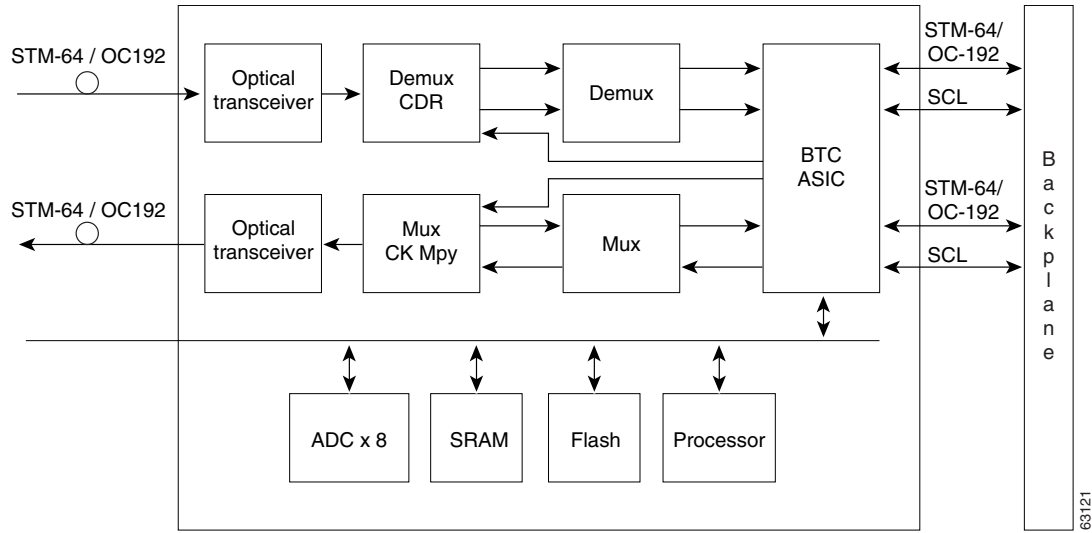 STM-64 / OC192
Optical
transceiver
Demux
CDR
Demux
BTC
ASIC
STM-64/
OC-192
SCL
STM-64 / OC192
Optical
transceiver
Mux
CK Mpy
Mux
STM-64/
OC-192
SCL
Backplane
ADC x 8
SRAM
Flash
Processor
63121